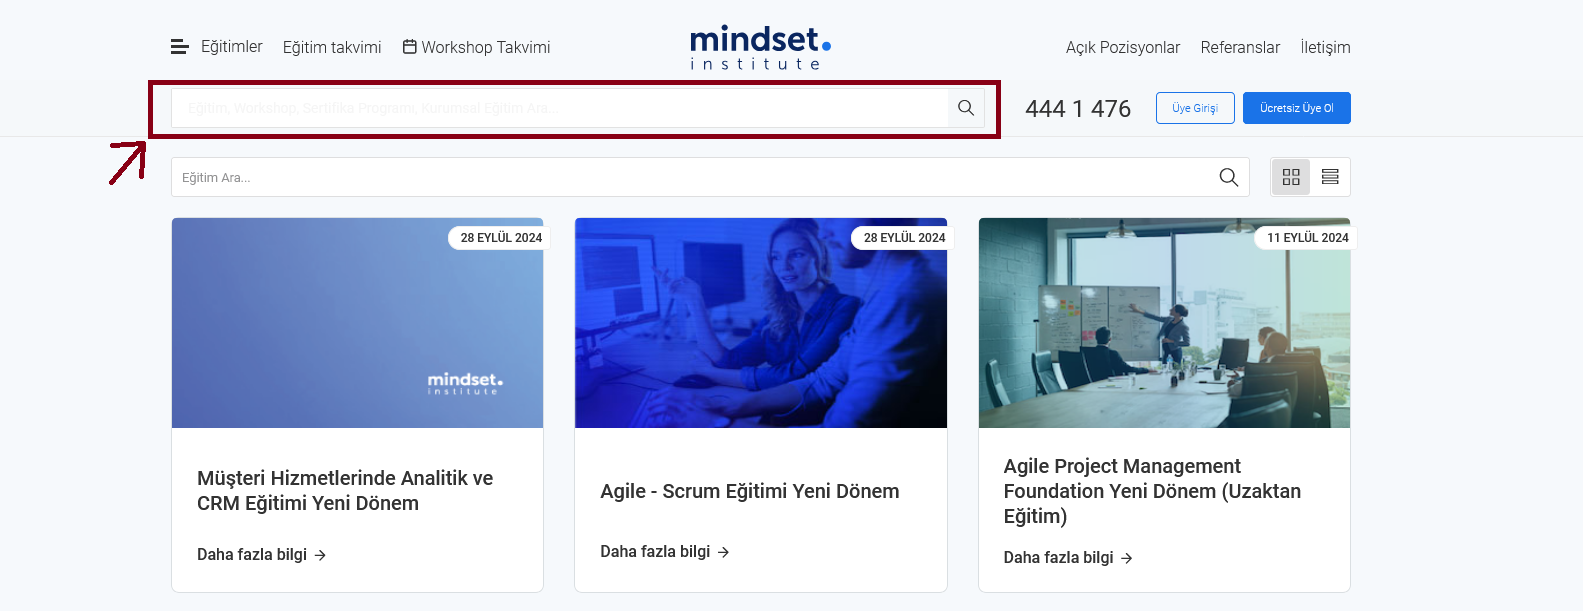 Eğitimler
Eğitim takvimi
Workshop Takvimi
mindset.
institute
Açık Pozisyonlar
Referanslar
İletişim
Eğitim, Workshop, Sertifika Programı, Kurumsal Eğitim Ara...
444 1 476
Üye Girişi
Ücretsiz Üye Ol
Eğitim Ara...
28 EYLÜL 2024
mindset.
institute
Müşteri Hizmetlerinde Analitik ve
CRM Eğitimi Yeni Dönem
Daha fazla bilgi →
28 EYLÜL 2024
Agile - Scrum Eğitimi Yeni Dönem
Daha fazla bilgi →
11 EYLÜL 2024
Agile Project Management
Foundation Yeni Dönem (Uzaktan
Eğitim)
Daha fazla bilgi →